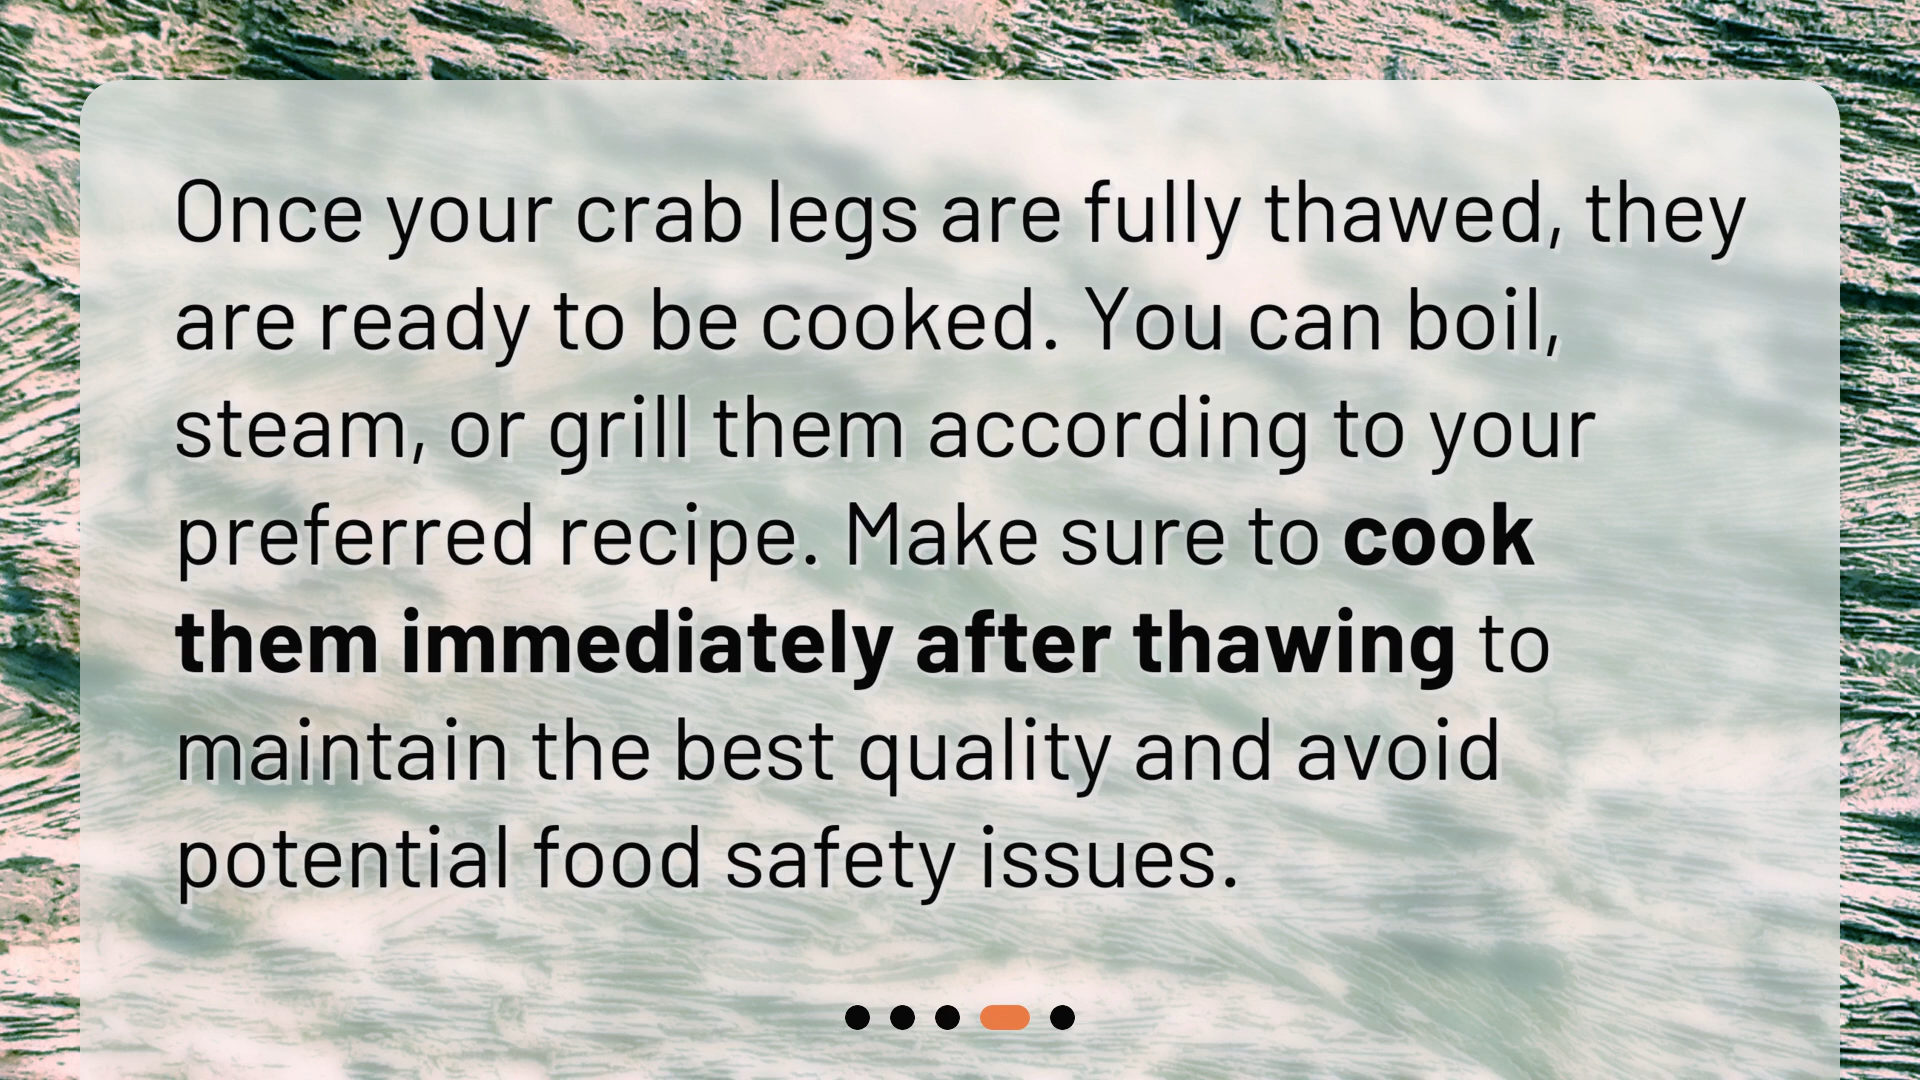 Once your crab legs are fully thawed, they
are ready to be cooked. You can boil,
steam, or grill them according to your
preferred recipe. Make sure to cook
them immediately after thawing to
maintain the best quality and avoid
potential food safety issues.